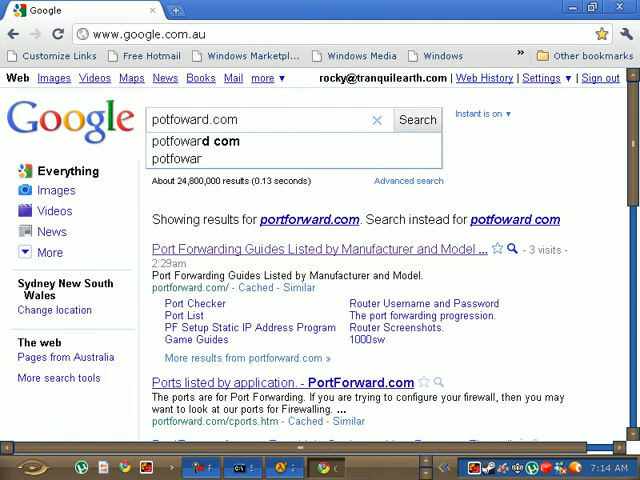 Google
www.google.com.au
Customize Links Free Hotmail Windows Marketpl... Windows Media Windows » Other bookmarks
Web Images Videos Maps News Books Mail more ▼ rocky@tranquilearth.com | Web History | Settings ▼ | Sign out
Google potfoward.com Search Instant is on ▼
potfoward com
potfowar
About 24,800,000 results (0.13 seconds) Advanced search
Everything
Images
Videos
News
More
Sydney New South Wales
Change location
The web
Pages from Australia
More search tools
Showing results for portforward.com. Search instead for potfoward com
Port Forwarding Guides Listed by Manufacturer and Model ... - 3 visits -
2:29am
Port Forwarding Guides Listed by Manufacturer and Model.
portforward.com/ - Cached - Similar
Port Checker Router Username and Password
Port List The port forwarding progression.
PF Setup Static IP Address Program Router Screenshots.
Game Guides 1000sw
More results from portforward.com »
Ports listed by application. - PortForward.com
The ports are for Port Forwarding. If you are trying to configure your firewall, then you may
want to look at our ports for Firewalling. ...
portforward.com/cports.htm - Cached - Similar
7:14 AM